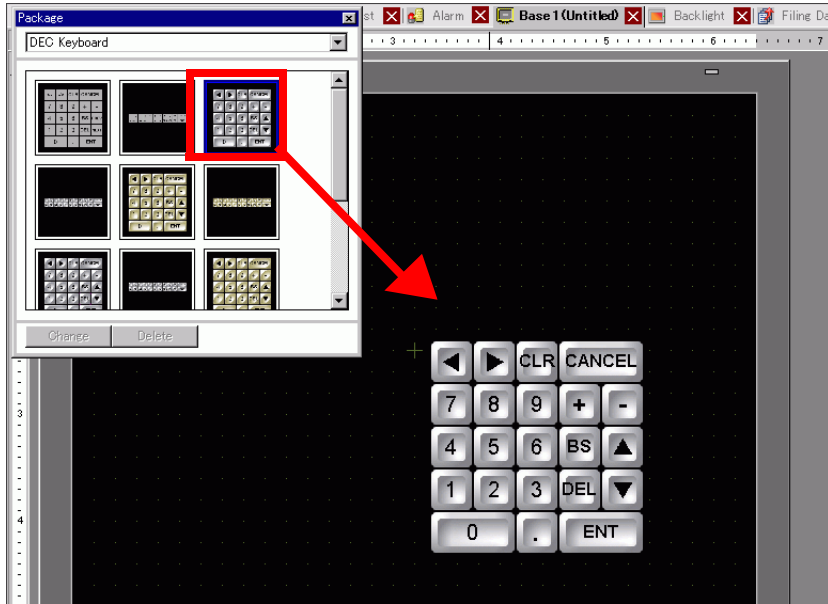 Package
st
Alarm
Base 1 (Untitled)
Backlight
Filing Da
DEC Keyboard
3 4 5 6 7
CLR CANCEL
7 8 9 + -
4 5 6 BS
1 2 3 DEL
0 . ENT
Change
Delete
3
4